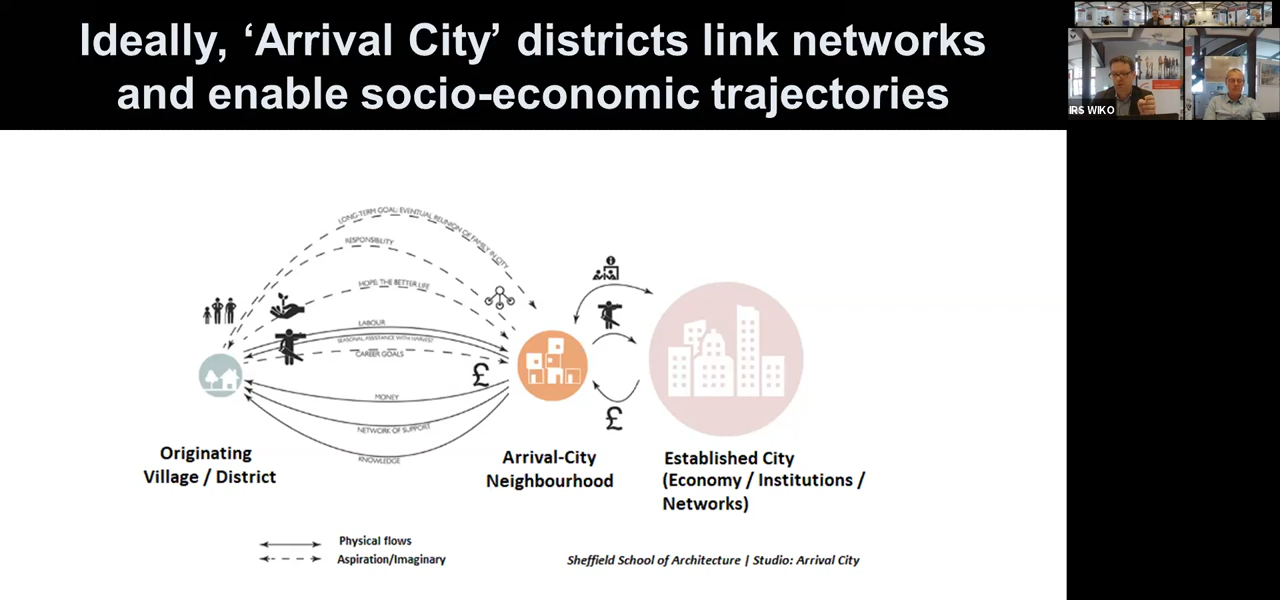 Ideally, ‘Arrival City’ districts link networks
and enable socio-economic trajectories
IRS WIKO
LONG-TERM GOAL: EVENTUAL REUNION OF FAMILY IN CITY
RESPONSIBILITY
HOPE: THE BETTER LIFE
LABOUR
SEASONAL ASSISTANCE WITH HARVEST
CAREER GOALS
£
MONEY
NETWORK OF SUPPORT
KNOWLEDGE
£
Originating
Village / District
Arrival-City
Neighbourhood
Established City
(Economy / Institutions /
Networks)
Physical flows
Aspiration/Imaginary
Sheffield School of Architecture | Studio: Arrival City